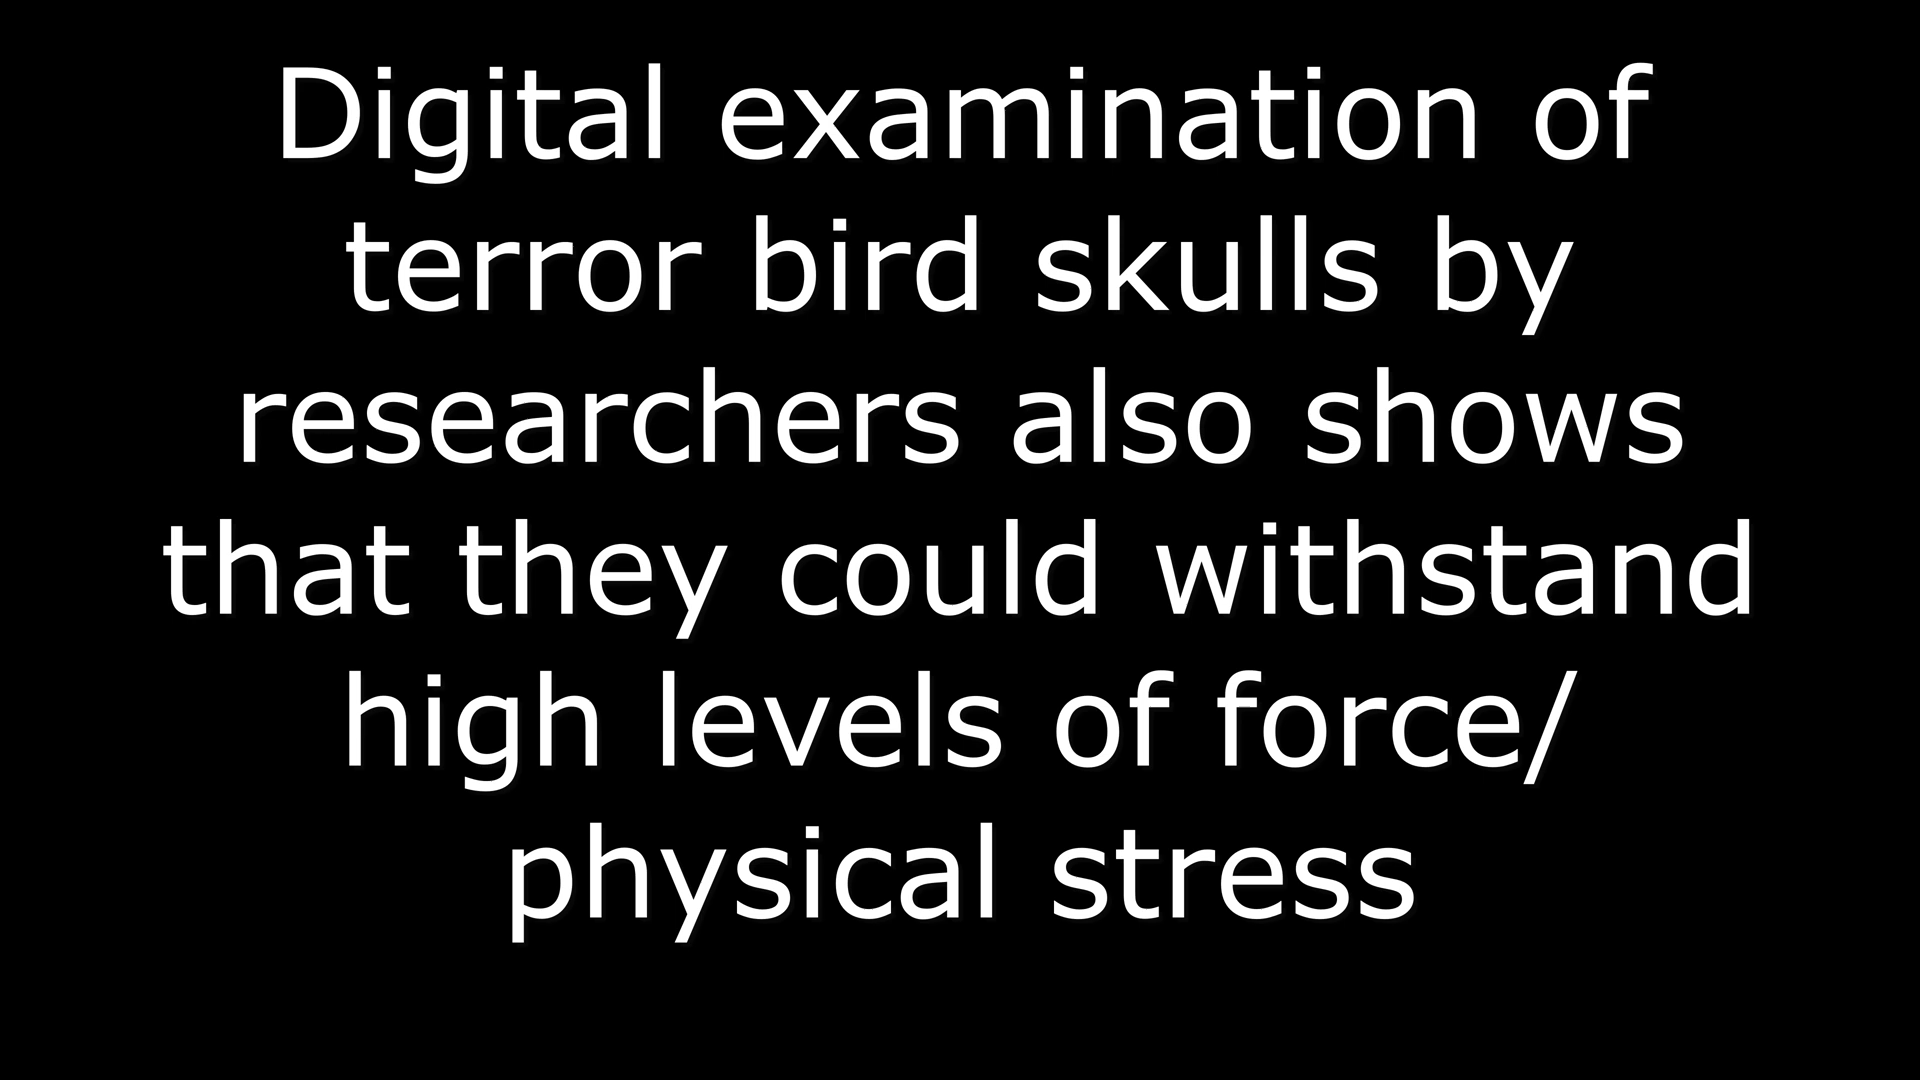 Digital examination of
terror bird skulls by
researchers also shows
that they could withstand
high levels of force/
physical stress